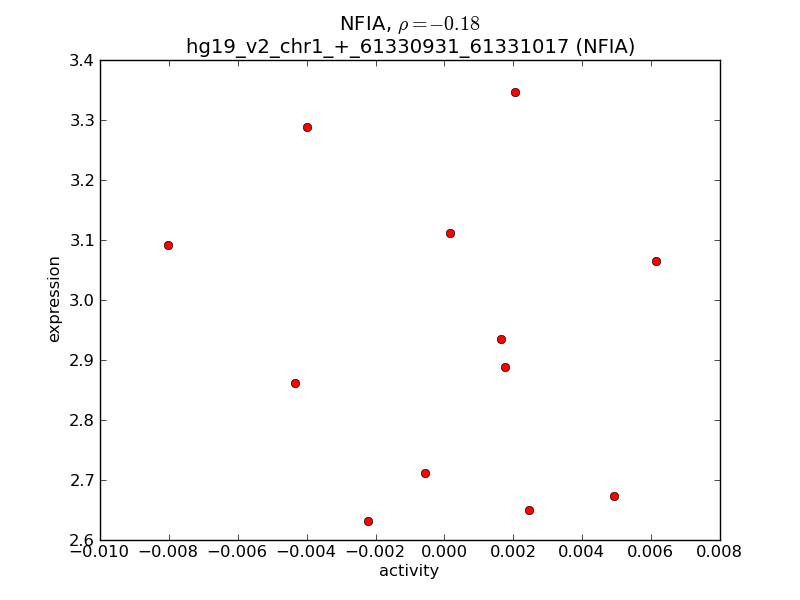 NFIA, ρ = −0.18
hg19_v2_chr1_+_61330931_61331017 (NFIA)
3.4
3.3
3.2
3.1
3.0
2.9
2.8
2.7
2.6
expression
−0.010 −0.008 −0.006 −0.004 −0.002 0.000 0.002 0.004 0.006 0.008
activity